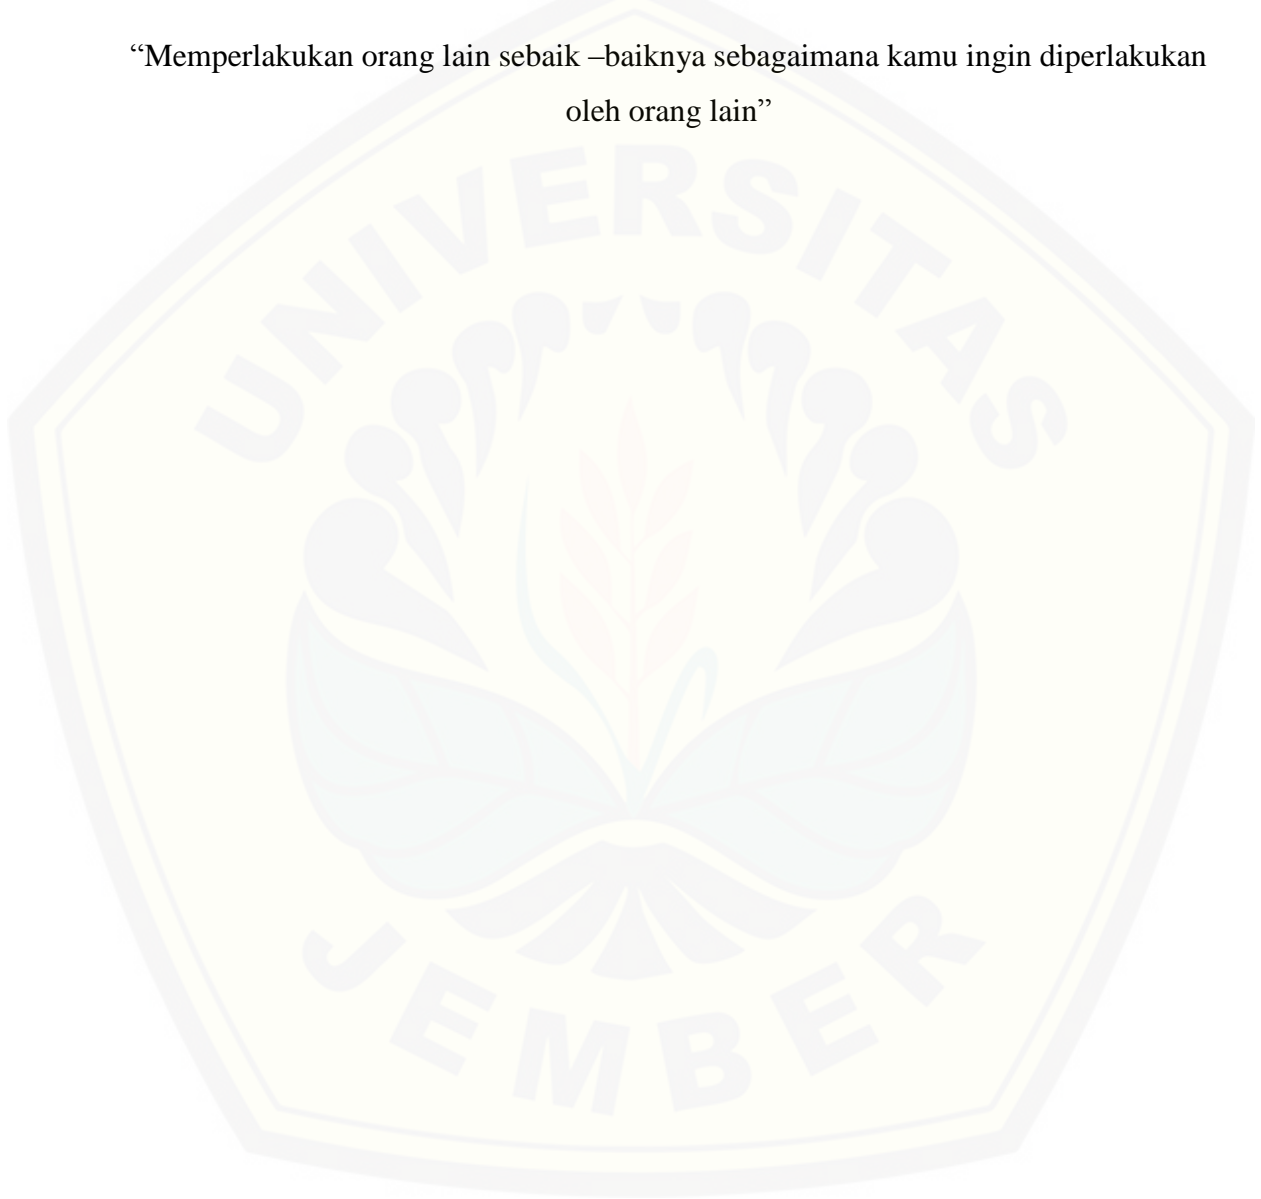 “Memperlakukan orang lain sebaik –baiknya sebagaimana kamu ingin diperlakukan
oleh orang lain”
UNIVERSITAS
JEMBER